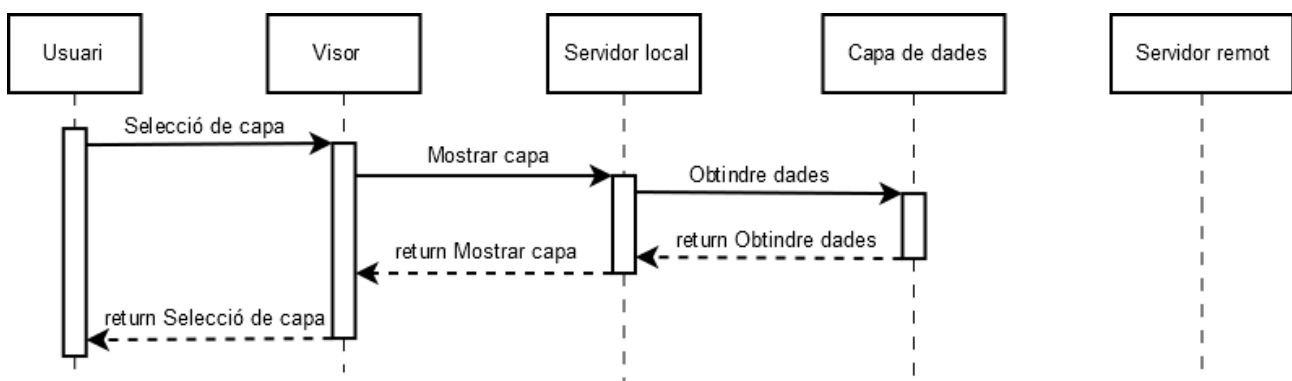 Usuari
Visor
Servidor local
Capa de dades
Servidor remot
Selecció de capa
Mostrar capa
Obtindre dades
return Obtindre dades
return Mostrar capa
return Selecció de capa